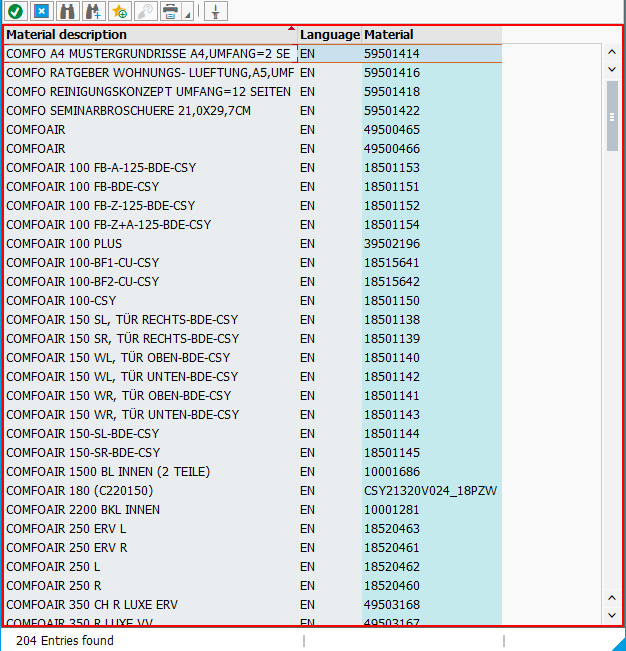 Material description Language Material
COMFO A4 MUSTERGRUNDRISSE A4,UMFANG=2 SE EN 59501414
COMFO RATGEBER WOHNUNGS- LUEFTUNG,A5,UMF EN 59501416
COMFO REINIGUNGSKONZEPT UMFANG=12 SEITEN EN 59501418
COMFO SEMINARBROSCHUERE 21,0X29,7CM EN 59501422
COMFOAIR EN 49500465
COMFOAIR EN 49500466
COMFOAIR 100 FB-A-125-BDE-CSY EN 18501153
COMFOAIR 100 FB-BDE-CSY EN 18501151
COMFOAIR 100 FB-Z-125-BDE-CSY EN 18501152
COMFOAIR 100 FB-Z+A-125-BDE-CSY EN 18501154
COMFOAIR 100 PLUS EN 39502196
COMFOAIR 100-BF1-CU-CSY EN 18515641
COMFOAIR 100-BF2-CU-CSY EN 18515642
COMFOAIR 100-CSY EN 18501150
COMFOAIR 150 SL, TÜR RECHTS-BDE-CSY EN 18501138
COMFOAIR 150 SR, TÜR RECHTS-BDE-CSY EN 18501139
COMFOAIR 150 WL, TÜR OBEN-BDE-CSY EN 18501140
COMFOAIR 150 WL, TÜR UNTEN-BDE-CSY EN 18501142
COMFOAIR 150 WR, TÜR OBEN-BDE-CSY EN 18501141
COMFOAIR 150 WR, TÜR UNTEN-BDE-CSY EN 18501143
COMFOAIR 150-SL-BDE-CSY EN 18501144
COMFOAIR 150-SR-BDE-CSY EN 18501145
COMFOAIR 1500 BL INNEN (2 TEILE) EN 10001686
COMFOAIR 180 (C220150) EN CSY21320V024_18PZW
COMFOAIR 2200 BKL INNEN EN 10001281
COMFOAIR 250 ERV L EN 18520463
COMFOAIR 250 ERV R EN 18520461
COMFOAIR 250 L EN 18520462
COMFOAIR 250 R EN 18520460
COMFOAIR 350 CH R LUXE ERV EN 49503168
COMFOAIR 350 R LUXE VV EN 49503167
204 Entries found